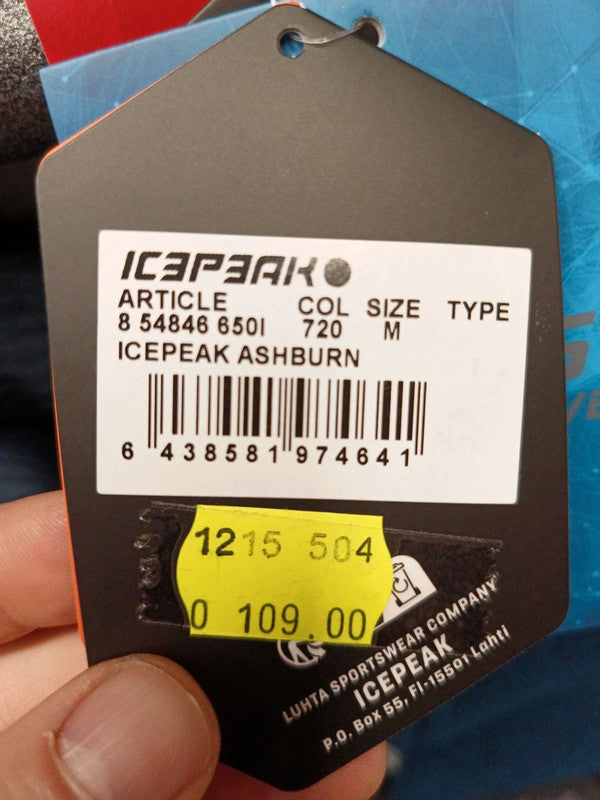 ICEPEAK
ARTICLE COL SIZE TYPE
8 54846 650I 720 M
ICEPEAK ASHBURN
6 438581 974641
1215 504
0 109.00
LUHTA SPORTSWEAR COMPANY
ICEPEAK
P.O. Box 55, FI-15501 Lahti